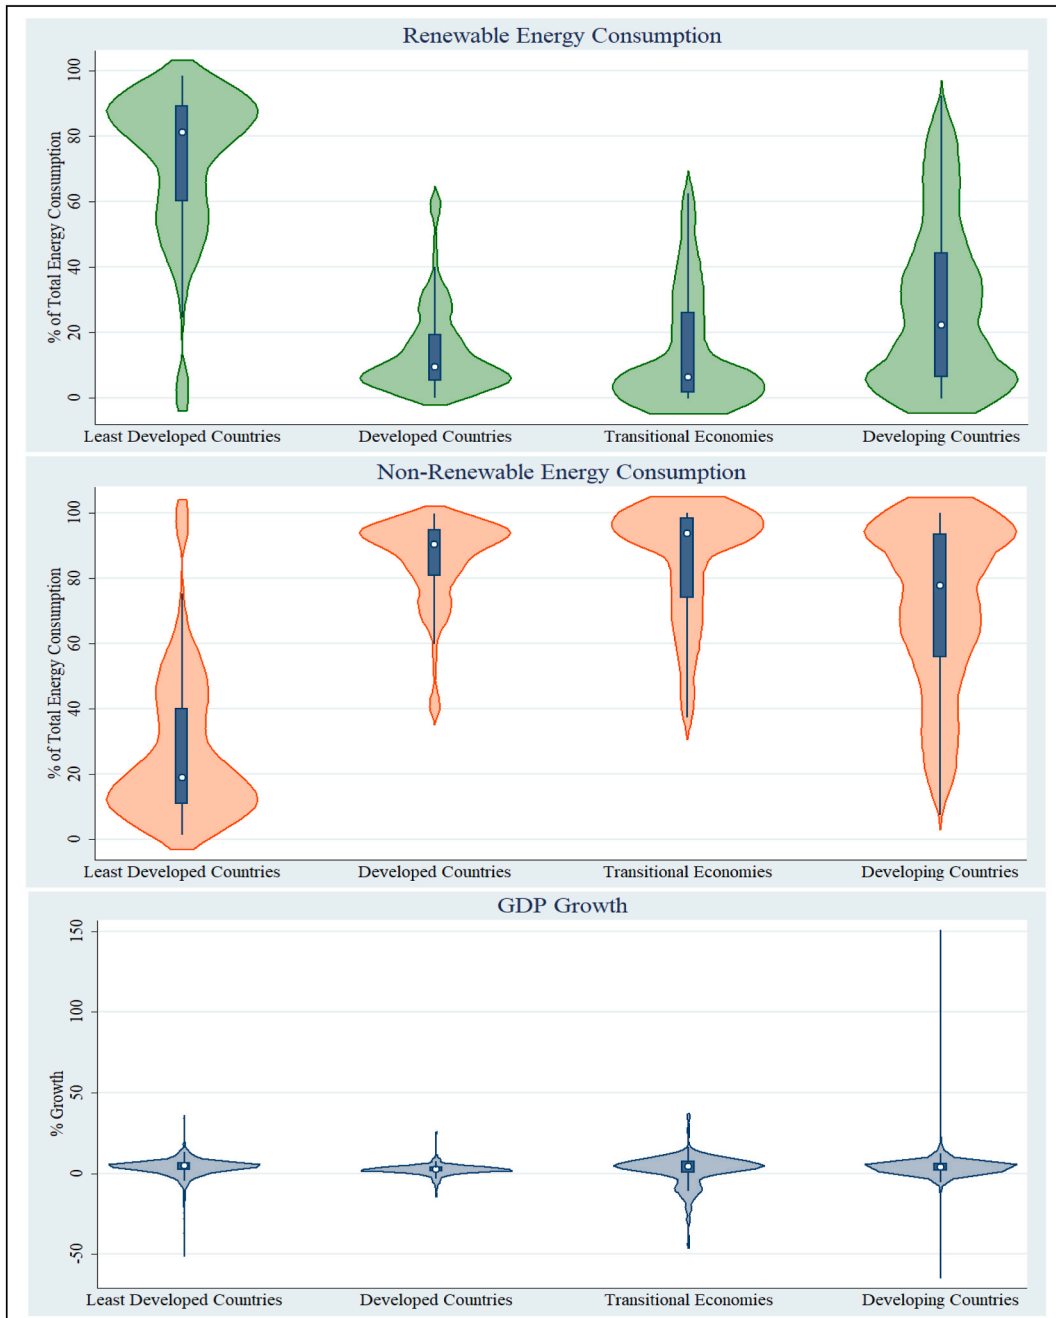 Renewable Energy Consumption
% of Total Energy Consumption
100
80
60
40
20
0
Least Developed Countries Developed Countries Transitional Economies Developing Countries
Non-Renewable Energy Consumption
% of Total Energy Consumption
100
80
60
40
20
0
Least Developed Countries Developed Countries Transitional Economies Developing Countries
GDP Growth
% Growth
150
100
50
0
-50
Least Developed Countries Developed Countries Transitional Economies Developing Countries